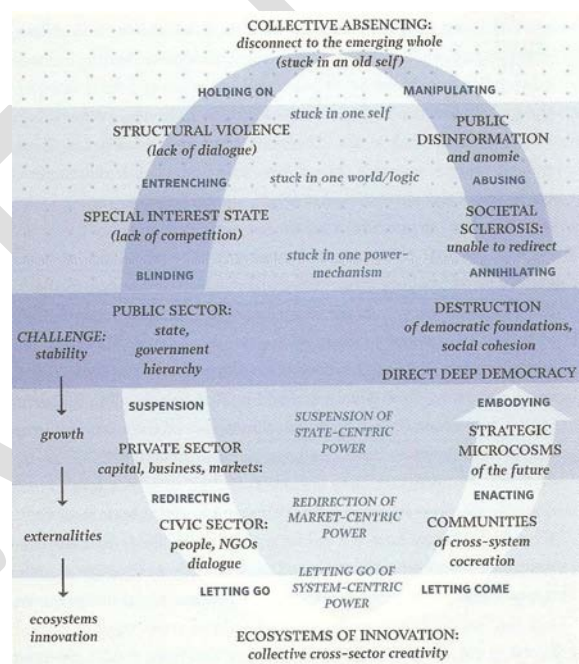 COLLECTIVE ABSENCING:
disconnect to the emerging whole
(stuck in an old self)
HOLDING ON
MANIPULATING
stuck in one self
STRUCTURAL VIOLENCE
(lack of dialogue)
PUBLIC
DISINFORMATION
and anomie
ENTRENCHING
stuck in one world/logic
ABUSING
SPECIAL INTEREST STATE
(lack of competition)
SOCIETAL
SCLEROSIS:
unable to redirect
stuck in one power-
mechanism
BLINDING
ANNIHILATING
PUBLIC SECTOR:
state,
government
hierarchy
DESTRUCTION
of democratic foundations,
social cohesion
CHALLENGE:
stability
DIRECT DEEP DEMOCRACY
SUSPENSION
EMBODYING
growth
SUSPENSION OF
STATE-CENTRIC
POWER
PRIVATE SECTOR
capital, business, markets:
STRATEGIC
MICROCOSMS
of the future
REDIRECTING
ENACTING
REDIRECTION OF
MARKET-CENTRIC
POWER
externalities
CIVIC SECTOR:
people, NGOs
dialogue
COMMUNITIES
of cross-system
cocreation
LETTING GO OF
SYSTEM-CENTRIC
POWER
LETTING GO
LETTING COME
ecosystems
innovation
ECOSYSTEMS OF INNOVATION:
collective cross-sector creativity